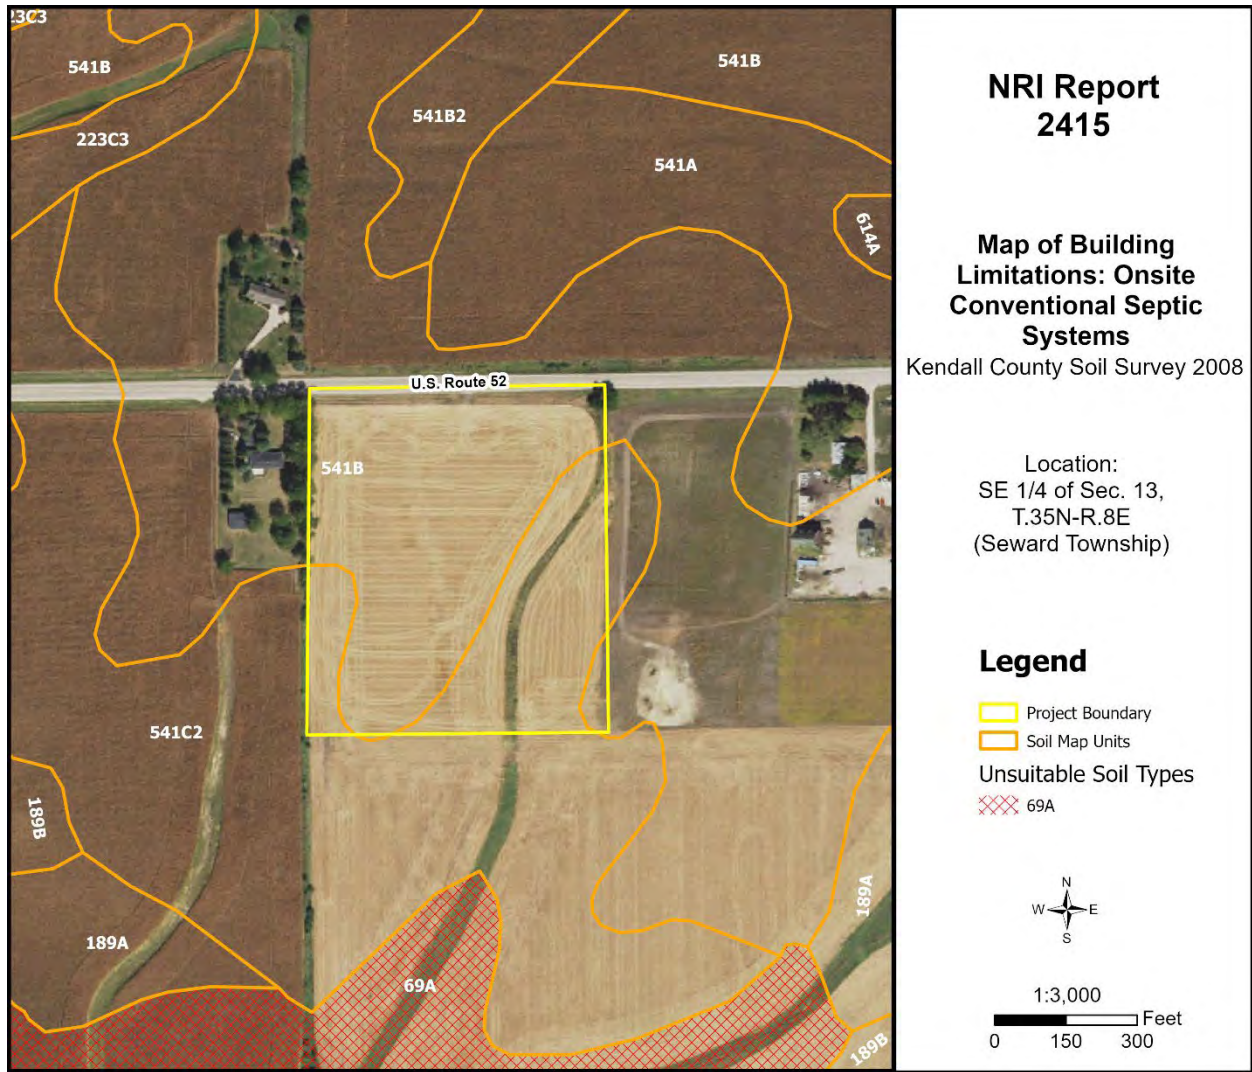 23C3
541B
223C3
541B2
541B
541A
614A
U.S. Route 52
541B
541C2
189B
189A
69A
189A
189B
NRI Report
2415
Map of Building
Limitations: Onsite
Conventional Septic
Systems
Kendall County Soil Survey 2008
Location:
SE 1/4 of Sec. 13,
T.35N-R.8E
(Seward Township)
Legend
Project Boundary
Soil Map Units
Unsuitable Soil Types
69A
N
W E
S
1:3,000
Feet
0 150 300